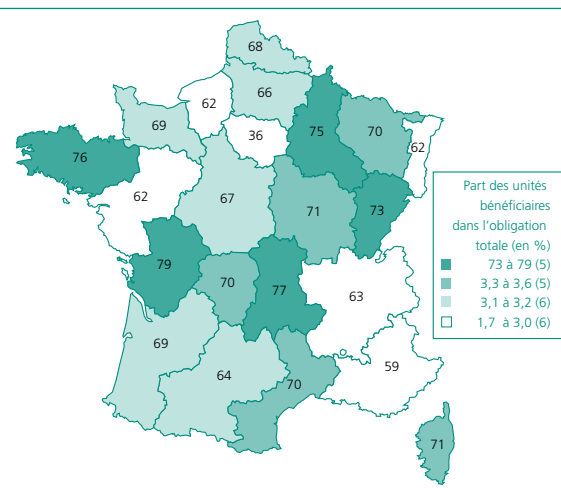 68
66
62
69
36
75
70
62
76
62
67
71
73
79
70
77
63
69
64
70
59
71
Part des unités
bénéficiaires
dans l'obligation
totale (en %)
73 à 79 (5)
3,3 à 3,6 (5)
3,1 à 3,2 (6)
1,7 à 3,0 (6)